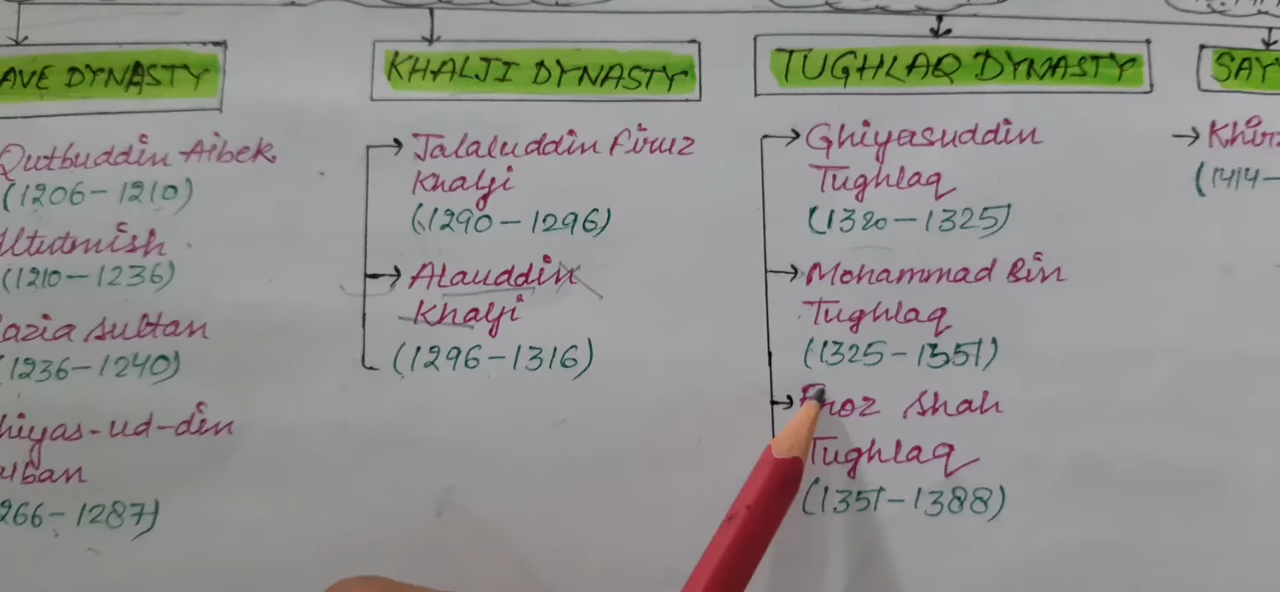 AVE DYNASTY
Qutbuddin Aibek
(1206-1210)
Iltutmish
(1210-1236)
azia Sultan
1236-1240)
hiyas-ud-din
lban
266-1287)
KHALJI DYNASTY
Jalaluddin Firuz
Khalji
(1290-1296)
Alauddin
Khalji
(1296-1316)
TUGHLAQ DYNASTY
Ghiyasuddin
Tughlaq
(1320-1325)
Mohammad Bin
Tughlaq
(1325-1351)
Shah
Tughlaq
(1351-1388)
SAY
(1414-